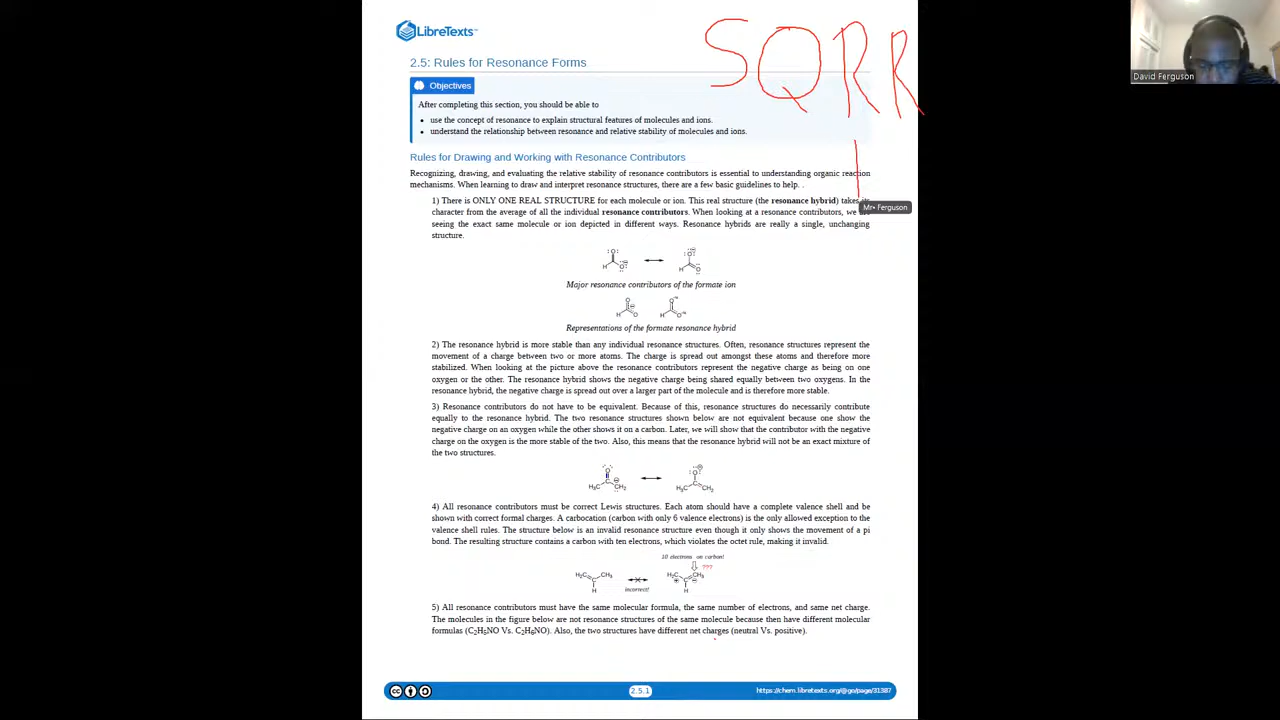 LibreTexts™
SQRR
2.5: Rules for Resonance Forms
David Ferguson
Objectives
After completing this section, you should be able to
• use the concept of resonance to explain structural features of molecules and ions.
• understand the relationship between resonance and relative stability of molecules and ions.
Rules for Drawing and Working with Resonance Contributors
Recognizing, drawing, and evaluating the relative stability of resonance contributors is essential to understanding organic reaction
mechanisms. When learning to draw and interpret resonance structures, there are a few basic guidelines to help. .
1) There is ONLY ONE REAL STRUCTURE for each molecule or ion. This real structure (the resonance hybrid) takes its
Mr• Ferguson
character from the average of all the individual resonance contributors. When looking at a resonance contributors, we are
seeing the exact same molecule or ion depicted in different ways. Resonance hybrids are really a single, unchanging
structure.
Major resonance contributors of the formate ion
Representations of the formate resonance hybrid
2) The resonance hybrid is more stable than any individual resonance structures. Often, resonance structures represent the
movement of a charge between two or more atoms. The charge is spread out amongst these atoms and therefore more
stabilized. When looking at the picture above the resonance contributors represent the negative charge as being on one
oxygen or the other. The resonance hybrid shows the negative charge being shared equally between two oxygens. In the
resonance hybrid, the negative charge is spread out over a larger part of the molecule and is therefore more stable.
3) Resonance contributors do not have to be equivalent. Because of this, resonance structures do necessarily contribute
equally to the resonance hybrid. The two resonance structures shown below are not equivalent because one show the
negative charge on an oxygen while the other shows it on a carbon. Later, we will show that the contributor with the negative
charge on the oxygen is the more stable of the two. Also, this means that the resonance hybrid will not be an exact mixture of
the two structures.
H₃C C CH₂ H₃C C CH₂
4) All resonance contributors must be correct Lewis structures. Each atom should have a complete valence shell and be
shown with correct formal charges. A carbocation (carbon with only 6 valence electrons) is the only allowed exception to the
valence shell rules. The structure below is an invalid resonance structure even though it only shows the movement of a pi
bond. The resulting structure contains a carbon with ten electrons, which violates the octet rule, making it invalid.
10 electrons on carbon!
???
H₂C C CH₃ H₂C C CH₃
H incorrect! H
5) All resonance contributors must have the same molecular formula, the same number of electrons, and same net charge.
The molecules in the figure below are not resonance structures of the same molecule because then have different molecular
formulas (C₂H₅NO Vs. C₂H₆NO). Also, the two structures have different net charges (neutral Vs. positive).
2.5.1
https://chem.libretexts.org/@go/page/31387